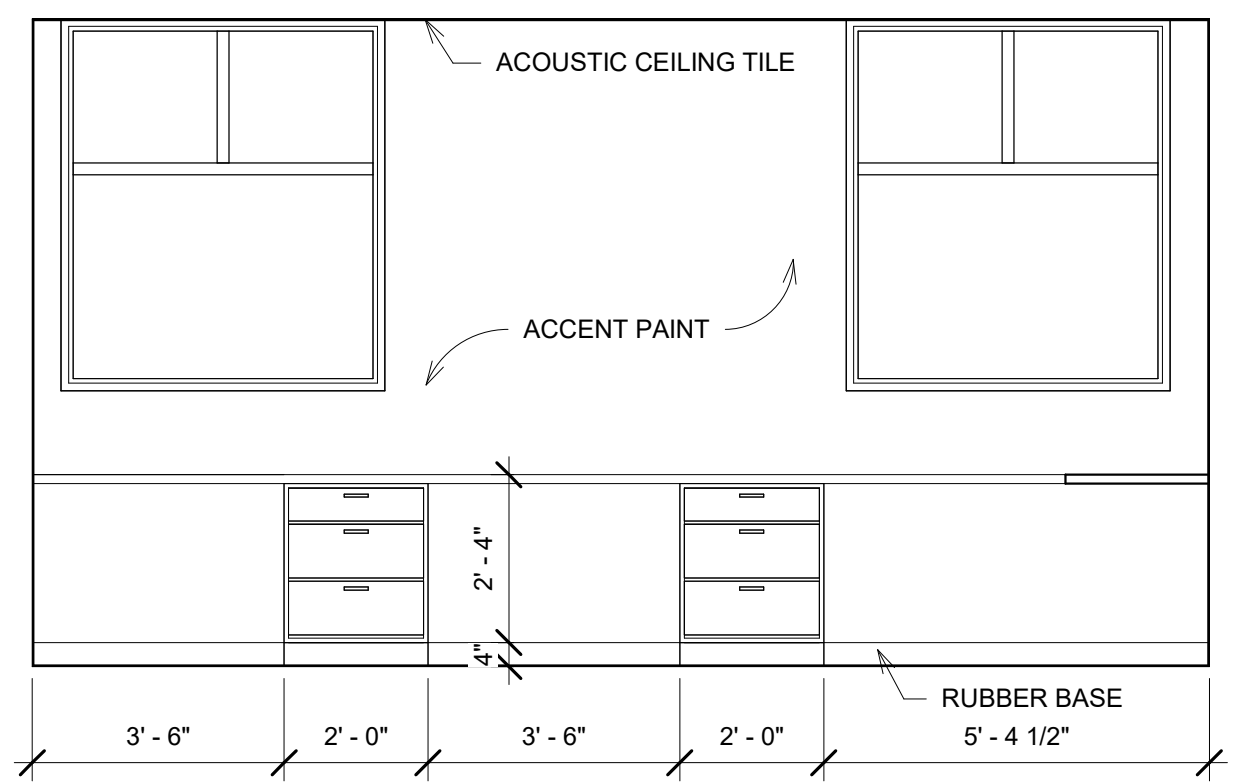 ACOUSTIC CEILING TILE
ACCENT PAINT
2' - 4"
4"
RUBBER BASE
3' - 6"
2' - 0"
3' - 6"
2' - 0"
5' - 4 1/2"